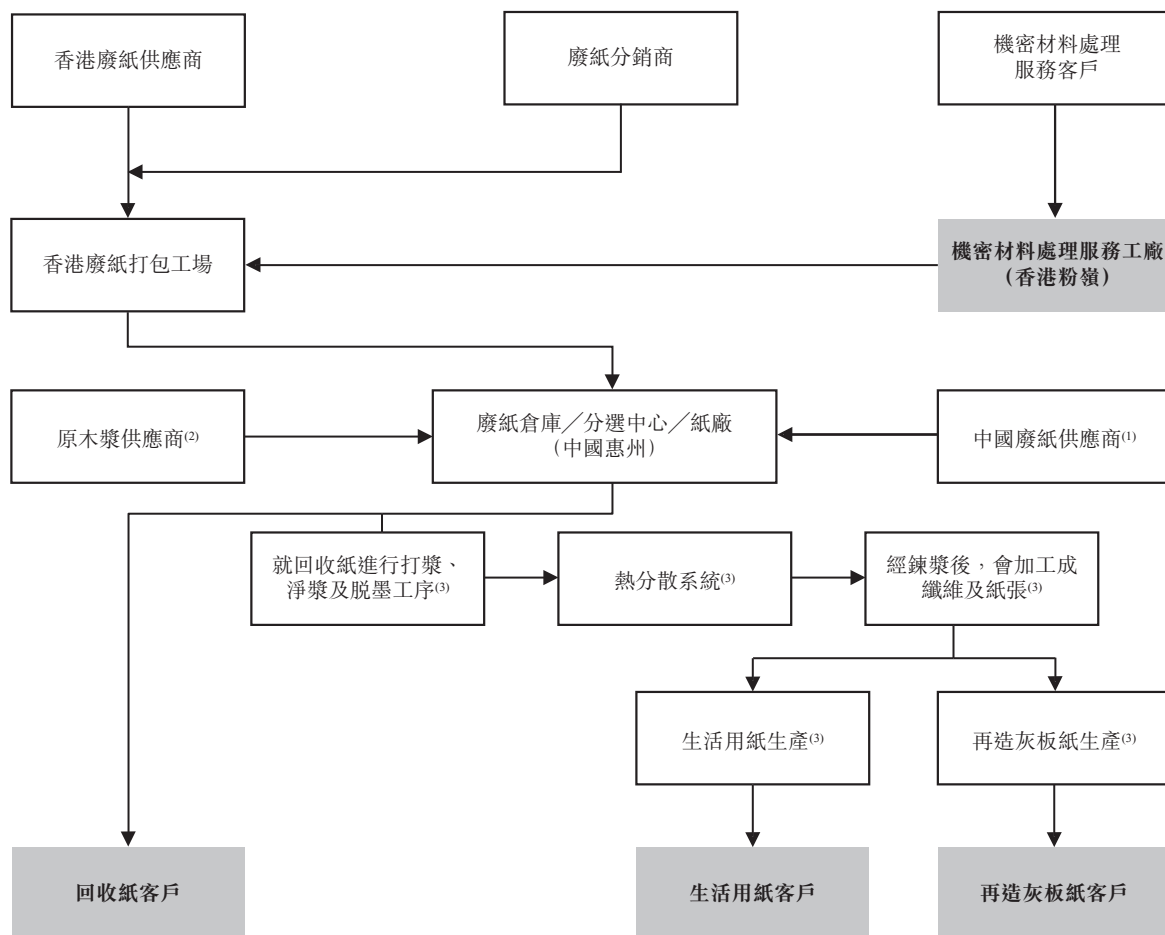 香港廢紙供應商
廢紙分銷商
機密材料處理
服務客戶
香港廢紙打包工場
機密材料處理服務工廠
(香港粉嶺)
原木漿供應商(2)
廢紙倉庫／分選中心／紙廠
(中國惠州)
中國廢紙供應商(1)
就回收紙進行打漿、
淨漿及脱墨工序(3)
熱分散系統(3)
經鍊漿後，會加工成
纖維及紙張(3)
生活用紙生產(3)
再造灰板紙生產(3)
回收紙客戶
生活用紙客戶
再造灰板紙客戶